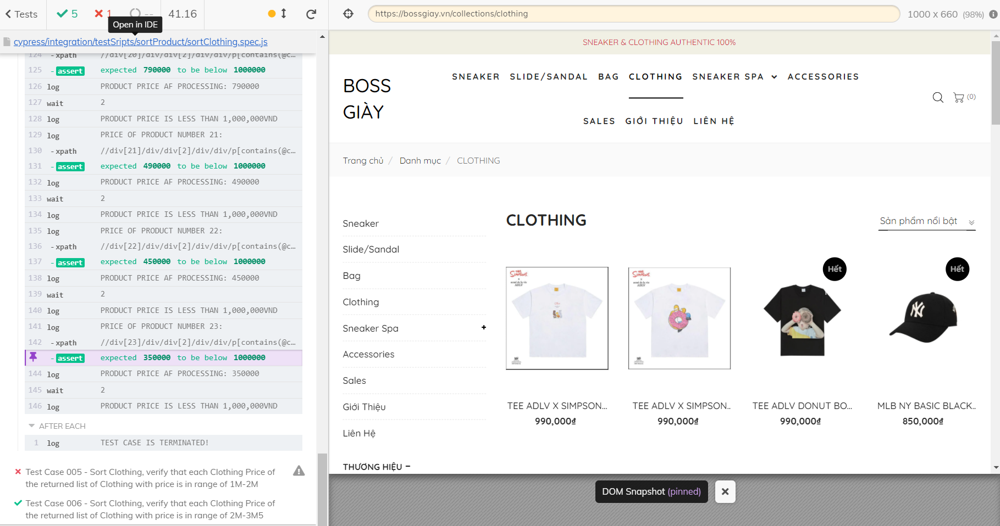 Tests
5
1
--
41.16
Open in IDE
cypress/integration/testSripts/sortProduct/sortClothing.spec.js
124 -xpath //div[20]/div/div[2]/div/div/p[contains(@c…
125 -assert expected 790000 to be below 1000000
126 log PRODUCT PRICE AF PROCESSING: 790000
127 wait 2
128 log PRODUCT PRICE IS LESS THAN 1,000,000VND
129 log PRICE OF PRODUCT NUMBER 21:
130 -xpath //div[21]/div/div[2]/div/div/p[contains(@c…
131 -assert expected 490000 to be below 1000000
132 log PRODUCT PRICE AF PROCESSING: 490000
133 wait 2
134 log PRODUCT PRICE IS LESS THAN 1,000,000VND
135 log PRICE OF PRODUCT NUMBER 22:
136 -xpath //div[22]/div/div[2]/div/div/p[contains(@c…
137 -assert expected 450000 to be below 1000000
138 log PRODUCT PRICE AF PROCESSING: 450000
139 wait 2
140 log PRODUCT PRICE IS LESS THAN 1,000,000VND
141 log PRICE OF PRODUCT NUMBER 23:
142 -xpath //div[23]/div/div[2]/div/div/p[contains(@c…
-assert expected 350000 to be below 1000000
144 log PRODUCT PRICE AF PROCESSING: 350000
145 wait 2
146 log PRODUCT PRICE IS LESS THAN 1,000,000VND
AFTER EACH
1 log TEST CASE IS TERMINATED!
Test Case 005 - Sort Clothing, verify that each Clothing Price of
the returned list of Clothing with price is in range of 1M-2M
Test Case 006 - Sort Clothing, verify that each Clothing Price of
the returned list of Clothing with price is in range of 2M-3M5
https://bossgiay.vn/collections/clothing
1000 x 660 (98%)
SNEAKER & CLOTHING AUTHENTIC 100%
BOSS
GIÀY
SNEAKER SLIDE/SANDAL BAG CLOTHING SNEAKER SPA ACCESSORIES
SALES GIỚI THIỆU LIÊN HỆ
(0)
Trang chủ / Danh mục / CLOTHING
Sneaker
Slide/Sandal
Bag
Clothing
Sneaker Spa +
Accessories
Sales
Giới Thiệu
Liên Hệ
THƯƠNG HIỆU −
CLOTHING
Sản phẩm nổi bật
THE
SIMPSONS
x
acmé de la vie
ADLV
THE
SIMPSONS
x
acmé de la vie
ADLV
Hết
Hết
NY
TEE ADLV X SIMPSON...
990,000₫
TEE ADLV X SIMPSON..
990,000₫
TEE ADLV DONUT BO...
990,000₫
MLB NY BASIC BLACK..
850,000₫
DOM Snapshot (pinned)